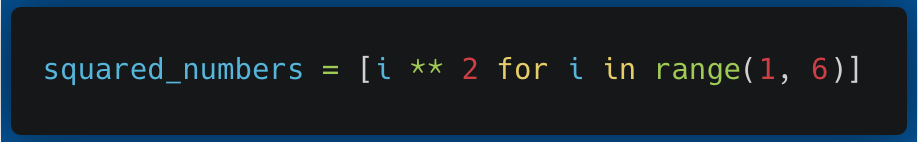 squared_numbers = [i ** 2 for i in range(1, 6)]